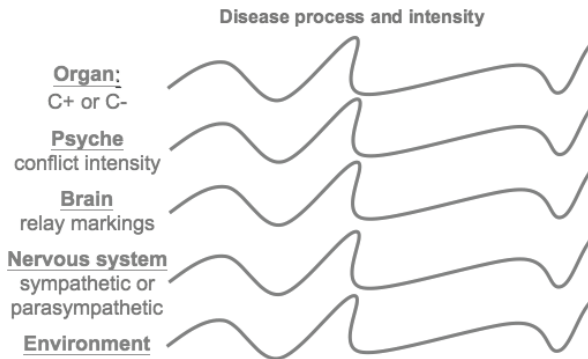 Disease process and intensity
Organ:
C+ or C-
Psyche
conflict intensity
Brain
relay markings
Nervous system
sympathetic or
parasympathetic
Environment